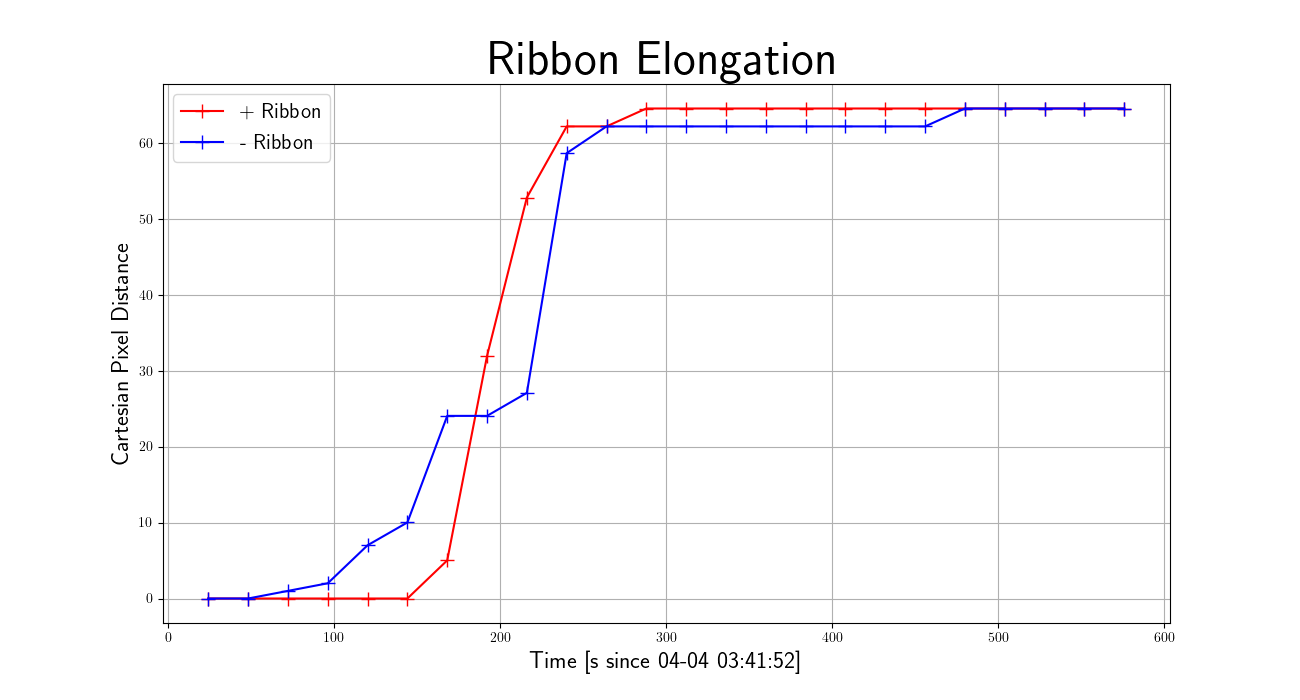 Ribbon Elongation
+ Ribbon
- Ribbon
Cartesian Pixel Distance
60
50
40
30
20
10
0
0 100 200 300 400 500 600
Time [s since 04-04 03:41:52]